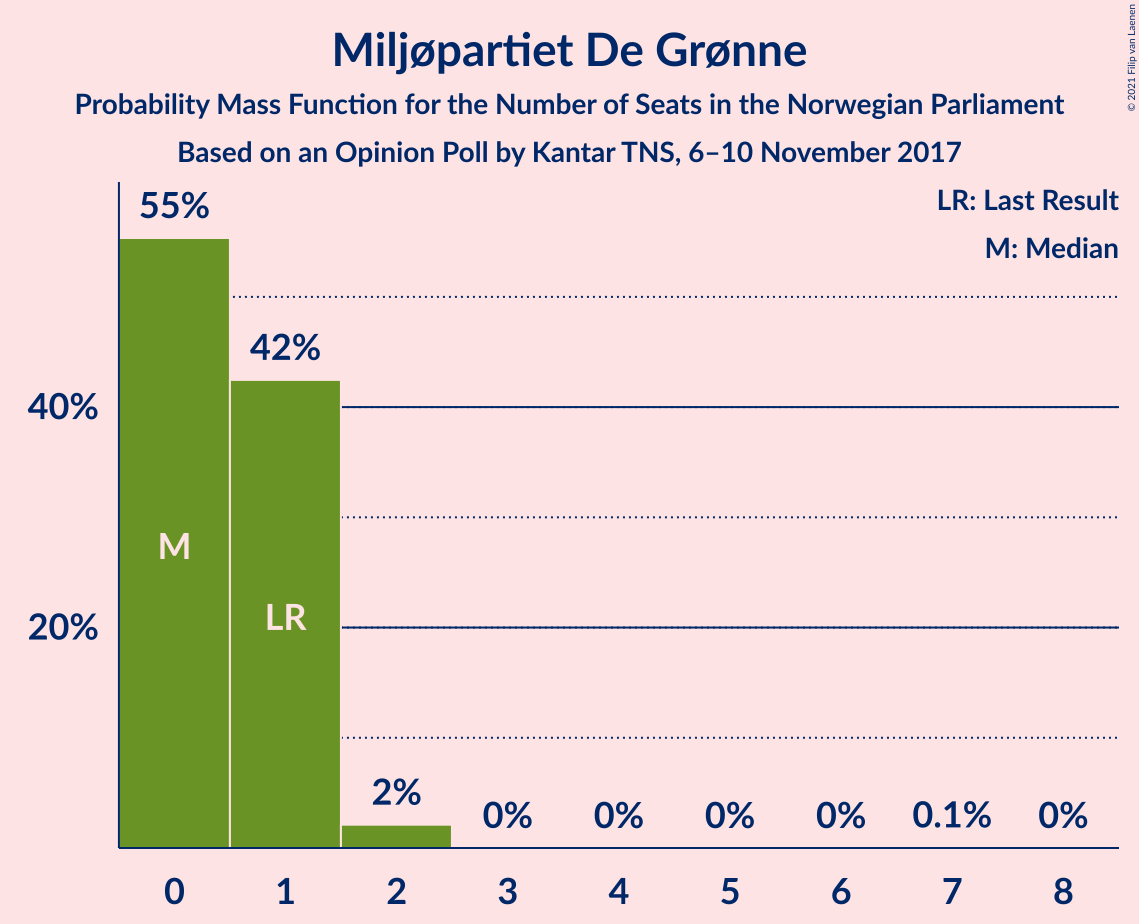 Miljøpartiet De Grønne
Probability Mass Function for the Number of Seats in the Norwegian Parliament
Based on an Opinion Poll by Kantar TNS, 6–10 November 2017
© 2021 Filip van Laenen
LR: Last Result
M: Median
55%
42%
40%
M
LR
20%
2%
0%
0%
0%
0%
0.1%
0%
0 1 2 3 4 5 6 7 8